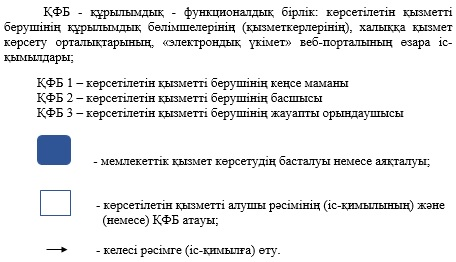 ҚФБ - құрылымдық - функционалдық бірлік: көрсетілетін қызметті
берушінің құрылымдық бөлімшелерінің (қызметкерлерінің), халыққа қызмет
көрсету орталықтарының, «электрондық үкімет» веб-порталының өзара іс-
қымылдары;
ҚФБ 1 – көрсетілетін қызметті берушінің кеңсе маманы
ҚФБ 2 – көрсетілетін қызметті берушінің басшысы
ҚФБ 3 – көрсетілетін қызметті берушінің жауапты орындаушысы
- мемлекеттік қызмет көрсетудің басталуы немесе аяқталуы;
- көрсетілетін қызметті алушы рәсімінің (іс-қимылының) және
(немесе) ҚФБ атауы;
- келесі рәсімге (іс-қимылға) өту.